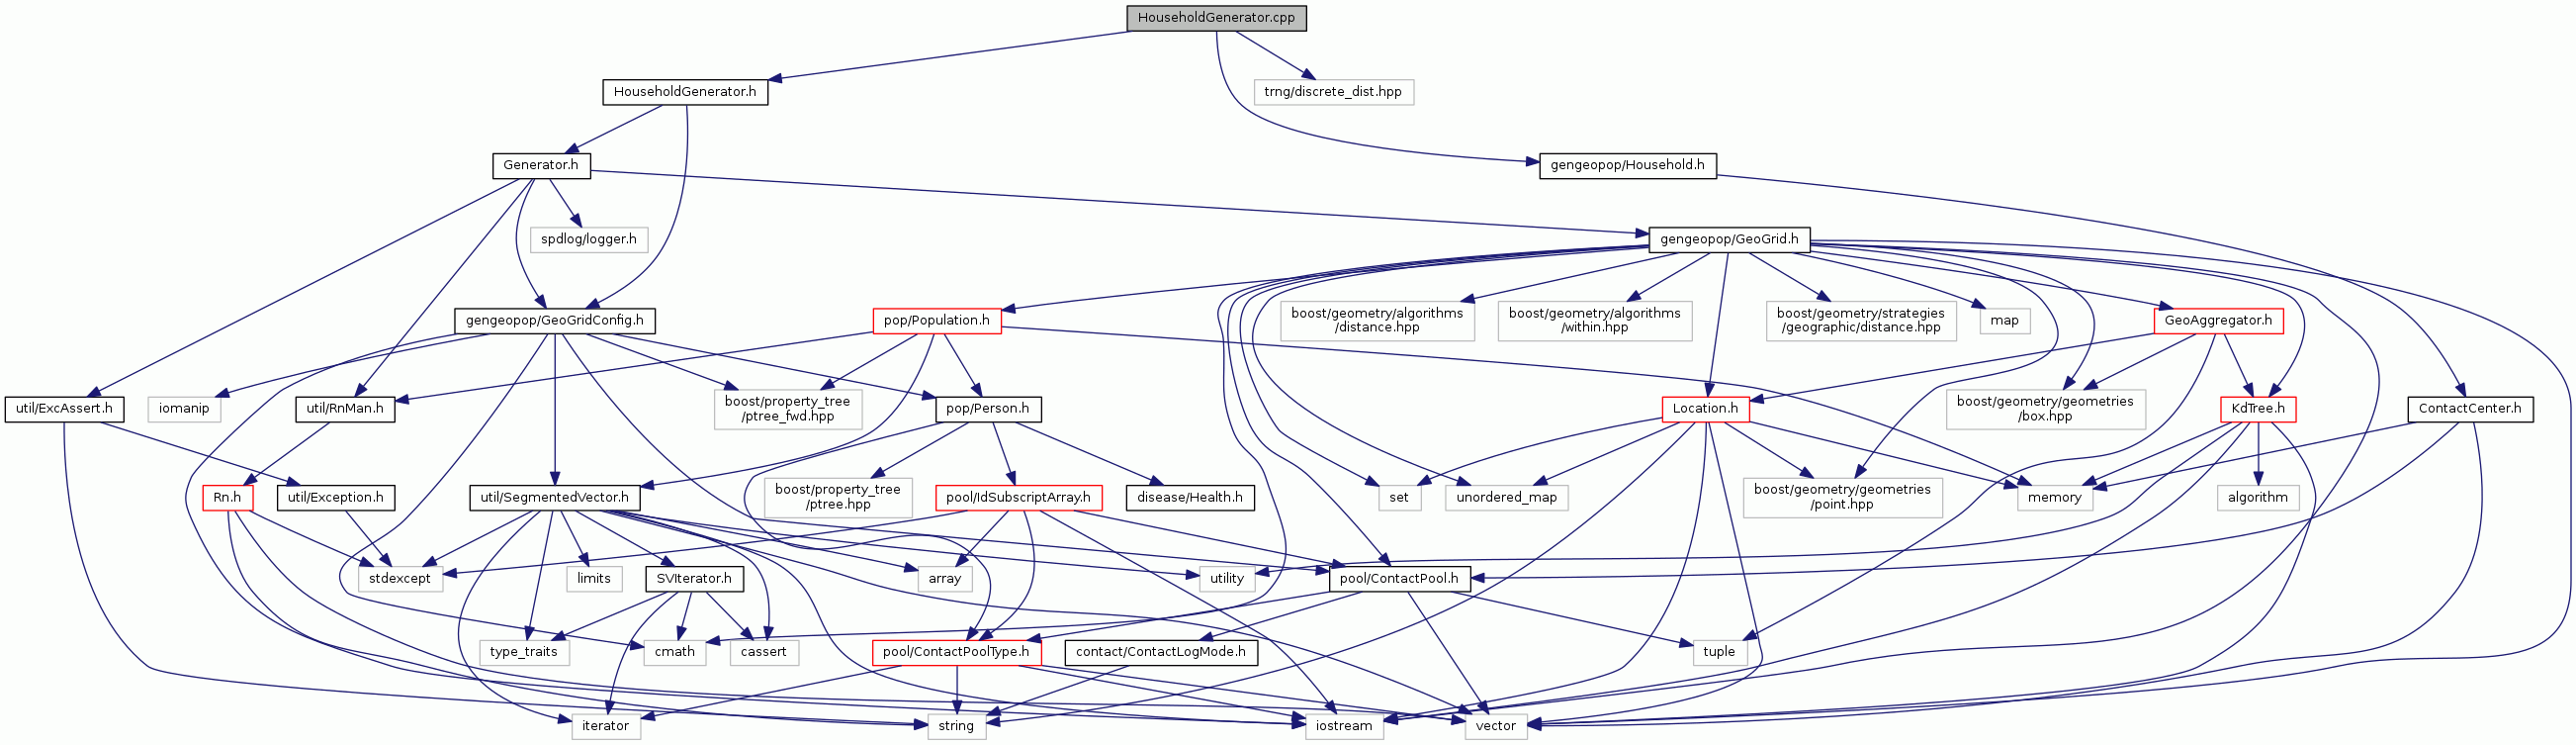 HouseholdGenerator.cpp
HouseholdGenerator.h
trng/discrete_dist.hpp
Generator.h
gengeopop/Household.h
spdlog/logger.h
gengeopop/GeoGrid.h
gengeopop/GeoGridConfig.h
pop/Population.h
boost/geometry/algorithms
/distance.hpp
boost/geometry/algorithms
/within.hpp
boost/geometry/strategies
/geographic/distance.hpp
map
GeoAggregator.h
util/ExcAssert.h
iomanip
util/RnMan.h
boost/property_tree
/ptree_fwd.hpp
pop/Person.h
Location.h
boost/geometry/geometries
/box.hpp
KdTree.h
ContactCenter.h
Rn.h
util/Exception.h
util/SegmentedVector.h
boost/property_tree
/ptree.hpp
pool/IdSubscriptArray.h
disease/Health.h
set
unordered_map
boost/geometry/geometries
/point.hpp
memory
algorithm
stdexcept
limits
SVIterator.h
array
utility
pool/ContactPool.h
type_traits
cmath
cassert
pool/ContactPoolType.h
contact/ContactLogMode.h
tuple
iterator
string
iostream
vector